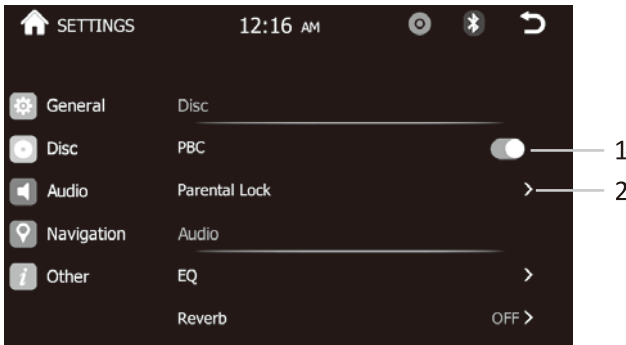 SETTINGS 12:16 AM
General Disc
Disc PBC 1
Audio Parental Lock 2
Navigation Audio
Other EQ
Reverb OFF